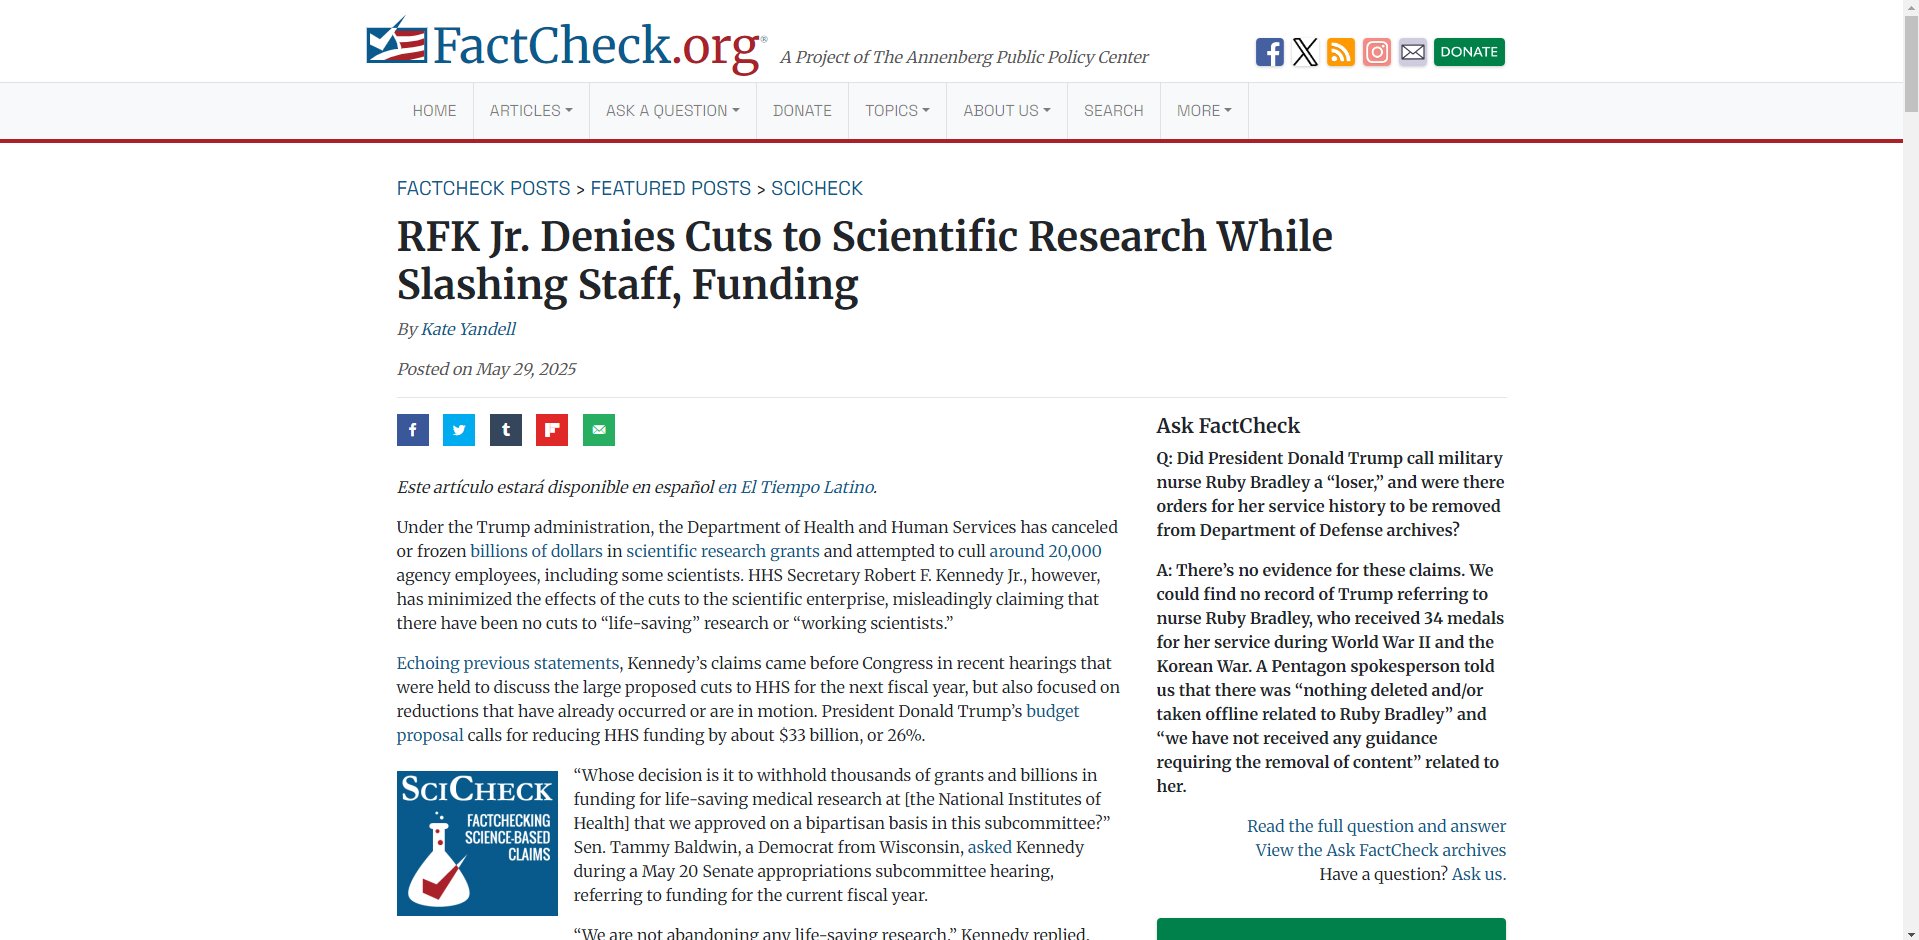 FactCheck.org®
A Project of The Annenberg Public Policy Center
DONATE
HOME
ARTICLES
ASK A QUESTION
DONATE
TOPICS
ABOUT US
SEARCH
MORE
FACTCHECK POSTS > FEATURED POSTS > SCICHECK
RFK Jr. Denies Cuts to Scientific Research While
Slashing Staff, Funding
By Kate Yandell
Posted on May 29, 2025
Este artículo estará disponible en español en El Tiempo Latino.
Under the Trump administration, the Department of Health and Human Services has canceled
or frozen billions of dollars in scientific research grants and attempted to cull around 20,000
agency employees, including some scientists. HHS Secretary Robert F. Kennedy Jr., however,
has minimized the effects of the cuts to the scientific enterprise, misleadingly claiming that
there have been no cuts to “life-saving” research or “working scientists.”
Echoing previous statements, Kennedy’s claims came before Congress in recent hearings that
were held to discuss the large proposed cuts to HHS for the next fiscal year, but also focused on
reductions that have already occurred or are in motion. President Donald Trump’s budget
proposal calls for reducing HHS funding by about $33 billion, or 26%.
SCICHECK
FACTCHECKING
SCIENCE-BASED
CLAIMS
“Whose decision is it to withhold thousands of grants and billions in
funding for life-saving medical research at [the National Institutes of
Health] that we approved on a bipartisan basis in this subcommittee?”
Sen. Tammy Baldwin, a Democrat from Wisconsin, asked Kennedy
during a May 20 Senate appropriations subcommittee hearing,
referring to funding for the current fiscal year.
“We are not abandoning any life-saving research,” Kennedy replied.
Ask FactCheck
Q: Did President Donald Trump call military
nurse Ruby Bradley a “loser,” and were there
orders for her service history to be removed
from Department of Defense archives?
A: There’s no evidence for these claims. We
could find no record of Trump referring to
nurse Ruby Bradley, who received 34 medals
for her service during World War II and the
Korean War. A Pentagon spokesperson told
us that there was “nothing deleted and/or
taken offline related to Ruby Bradley” and
“we have not received any guidance
requiring the removal of content” related to
her.
Read the full question and answer
View the Ask FactCheck archives
Have a question? Ask us.